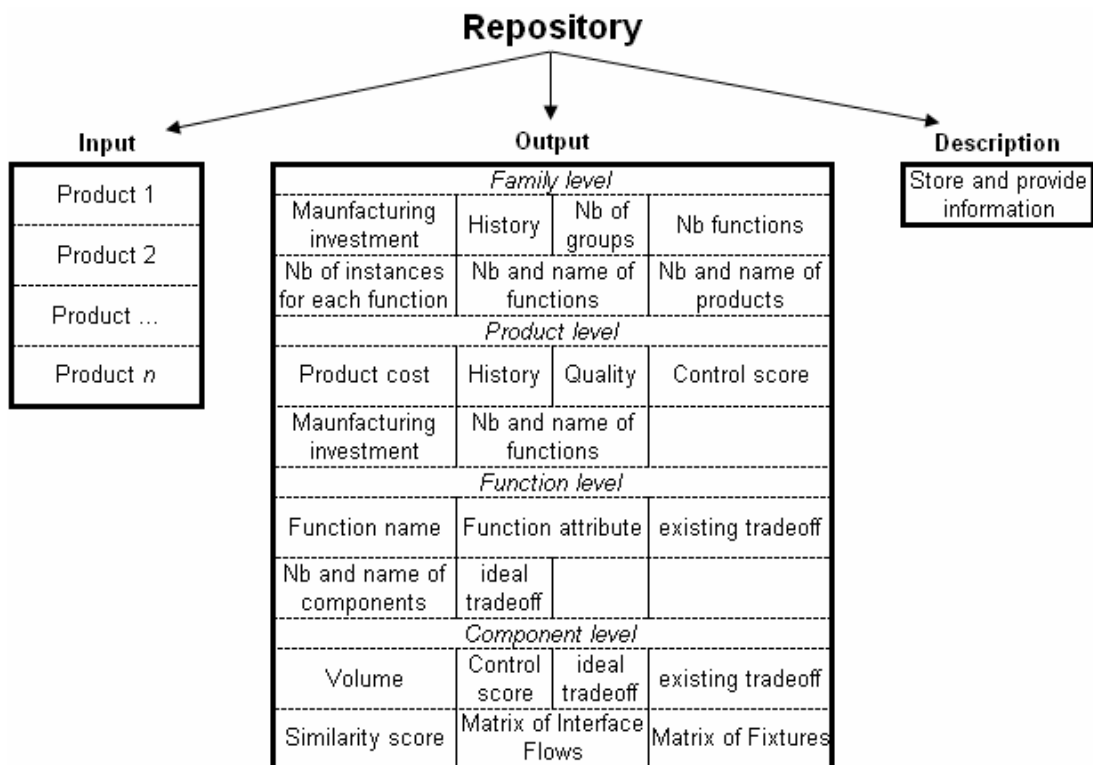 Repository
Input
Product 1
Product 2
Product ...
Product n
Output
Family level
Maunfacturing
investment
History
Nb of
groups
Nb functions
Nb of instances
for each function
Nb and name of
functions
Nb and name of
products
Product level
Product cost
History
Quality
Control score
Maunfacturing
investment
Nb and name of
functions
Function level
Function name
Function attribute
existing tradeoff
Nb and name of
components
ideal
tradeoff
Component level
Volume
Control
score
ideal
tradeoff
existing tradeoff
Similarity score
Matrix of Interface
Flows
Matrix of Fixtures
Description
Store and provide
information